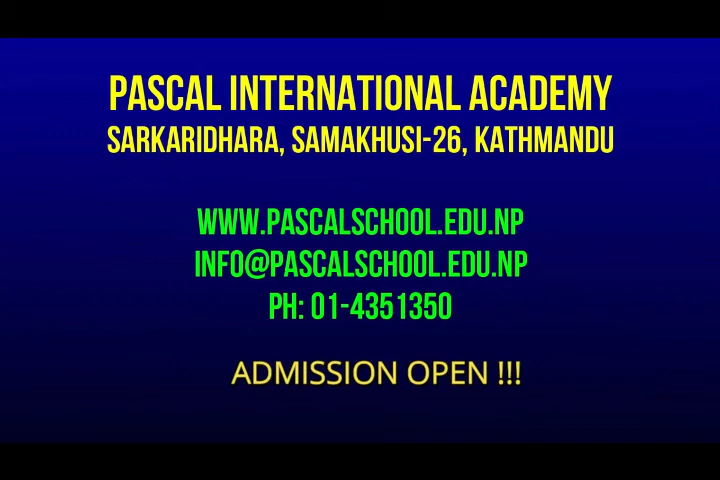 PASCAL INTERNATIONAL ACADEMY
SARKARIDHARA, SAMAKHUSI-26, KATHMANDU
WWW.PASCALSCHOOL.EDU.NP
INFO@PASCALSCHOOL.EDU.NP
PH: 01-4351350
ADMISSION OPEN !!!